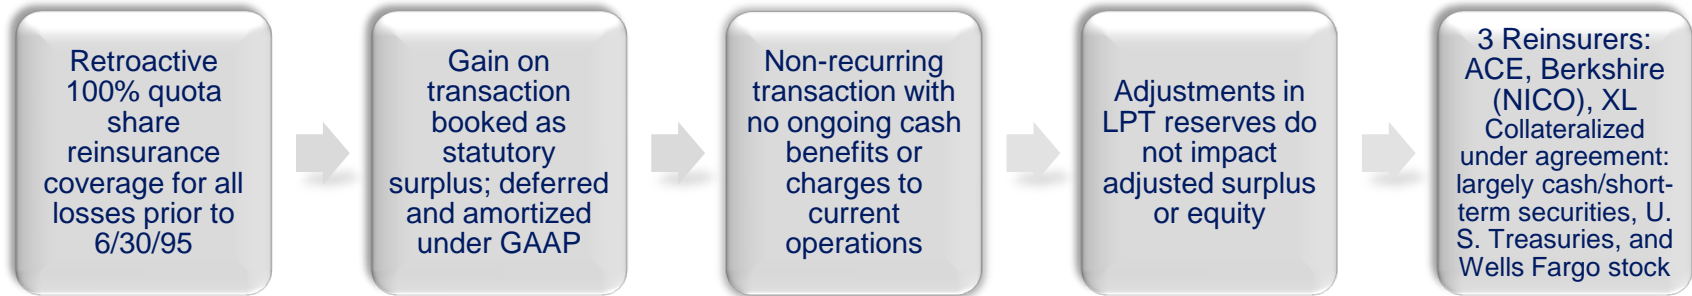 Retroactive
100% quota
share
reinsurance
coverage for all
losses prior to
6/30/95
Gain on
transaction
booked as
statutory
surplus; deferred
and amortized
under GAAP
Non-recurring
transaction with
no ongoing cash
benefits or
charges to
current
operations
Adjustments in
LPT reserves do
not impact
adjusted surplus
or equity
3 Reinsurers:
ACE, Berkshire
(NICO), XL
Collateralized
under agreement:
largely cash/short-
term securities, U.
S. Treasuries, and
Wells Fargo stock